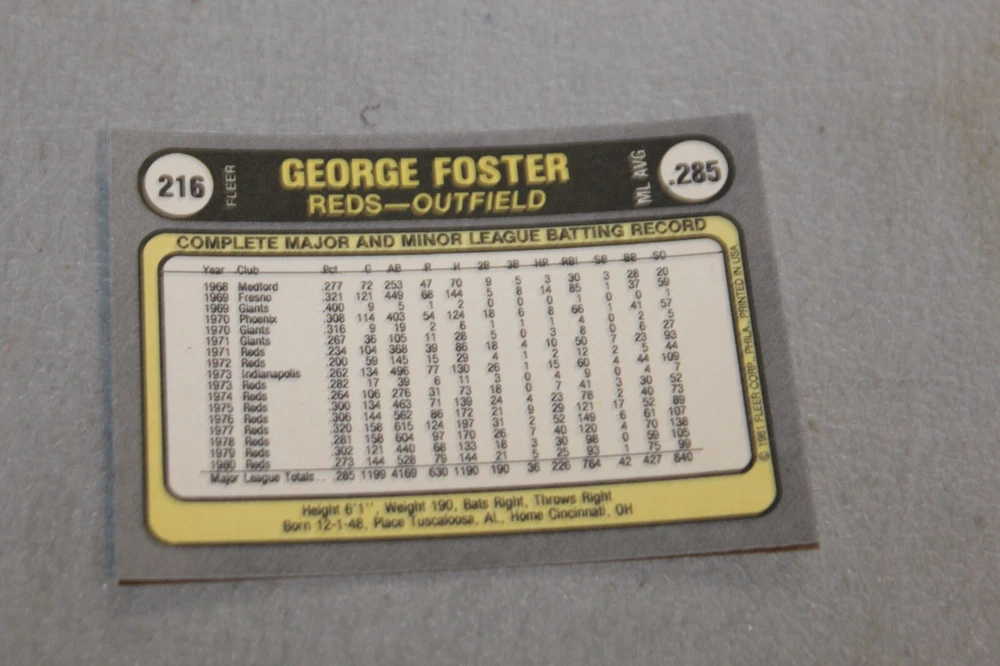 216
FLEER
GEORGE FOSTER
REDS—OUTFIELD
ML AVG
.285
COMPLETE MAJOR AND MINOR LEAGUE BATTING RECORD
Year Club Pct G AB R H 2B 3B HR RBI SB BB SO
1968 Medford .277 72 253 47 70 9 5 3 30 3 28 20
1969 Fresno .321 121 449 68 144 5 8 14 85 1 37 59
1969 Giants .400 9 5 1 2 0 0 0 1 0 0 1
1970 Phoenix .308 114 403 54 124 18 6 8 66 1 41 57
1970 Giants .316 9 19 2 6 1 1 1 4 0 2 5
1971 Giants .267 36 105 11 28 5 0 3 8 0 6 27
1971 Reds .234 104 368 39 86 18 4 10 50 7 23 93
1972 Reds .200 59 145 15 29 4 1 2 12 2 5 44
1973 Indianapolis .262 134 496 77 130 26 1 15 60 4 44 109
1973 Reds .282 17 39 6 11 3 0 4 9 0 4 7
1974 Reds .264 106 276 31 73 18 0 7 41 3 30 52
1975 Reds .300 134 463 71 139 24 4 23 78 2 40 73
1976 Reds .306 144 562 86 172 21 9 29 121 17 52 89
1977 Reds .320 158 615 124 197 31 2 52 149 6 61 107
1978 Reds .281 158 604 97 170 26 7 40 120 4 70 138
1979 Reds .302 121 440 68 133 18 3 30 98 0 59 105
1980 Reds .273 144 528 79 144 21 5 25 93 1 75 99
Major League Totals .. .285 1199 4169 630 1190 190 36 226 784 42 427 840
Height 6'1", Weight 190, Bats Right, Throws Right
Born 12-1-48, Place Tuscaloosa, AL, Home Cincinnati, OH
© 1981 FLEER CORP., PHILA., PRINTED IN USA